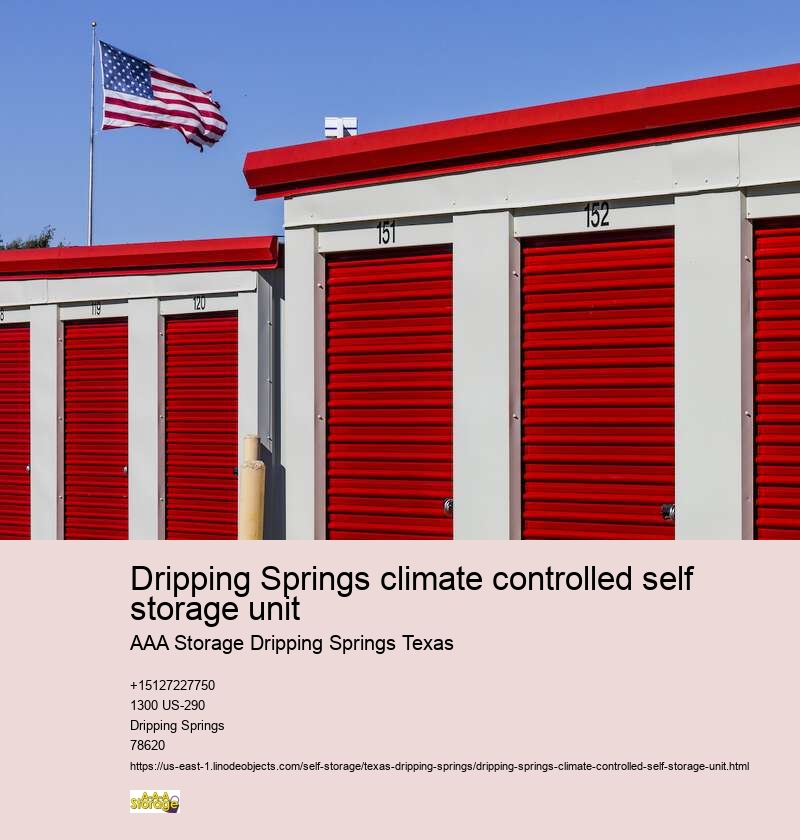 151
152
119
120
8
Dripping Springs climate controlled self
storage unit
AAA Storage Dripping Springs Texas
+15127227750
1300 US-290
Dripping Springs
78620
https://us-east-1.linodeobjects.com/self-storage/texas-dripping-springs/dripping-springs-climate-controlled-self-storage-unit.html
A-AAA
Storage